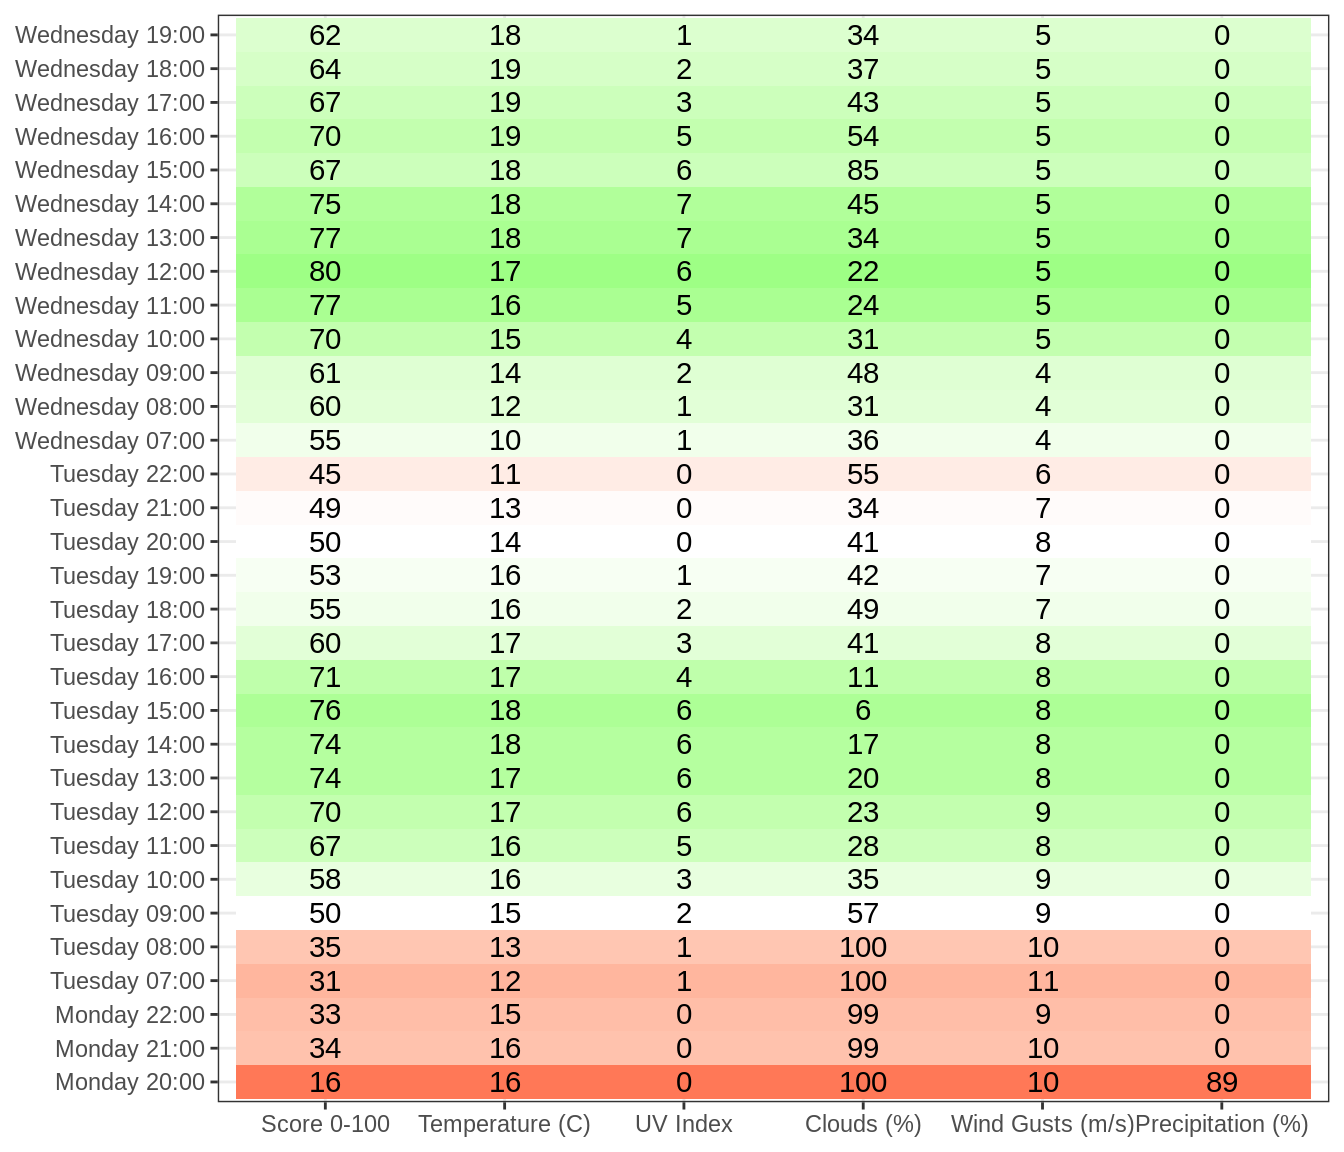 Wednesday 19:00 62 18 1 34 5 0
Wednesday 18:00 64 19 2 37 5 0
Wednesday 17:00 67 19 3 43 5 0
Wednesday 16:00 70 19 5 54 5 0
Wednesday 15:00 67 18 6 85 5 0
Wednesday 14:00 75 18 7 45 5 0
Wednesday 13:00 77 18 7 34 5 0
Wednesday 12:00 80 17 6 22 5 0
Wednesday 11:00 77 16 5 24 5 0
Wednesday 10:00 70 15 4 31 5 0
Wednesday 09:00 61 14 2 48 4 0
Wednesday 08:00 60 12 1 31 4 0
Wednesday 07:00 55 10 1 36 4 0
Tuesday 22:00 45 11 0 55 6 0
Tuesday 21:00 49 13 0 34 7 0
Tuesday 20:00 50 14 0 41 8 0
Tuesday 19:00 53 16 1 42 7 0
Tuesday 18:00 55 16 2 49 7 0
Tuesday 17:00 60 17 3 41 8 0
Tuesday 16:00 71 17 4 11 8 0
Tuesday 15:00 76 18 6 6 8 0
Tuesday 14:00 74 18 6 17 8 0
Tuesday 13:00 74 17 6 20 8 0
Tuesday 12:00 70 17 6 23 9 0
Tuesday 11:00 67 16 5 28 8 0
Tuesday 10:00 58 16 3 35 9 0
Tuesday 09:00 50 15 2 57 9 0
Tuesday 08:00 35 13 1 100 10 0
Tuesday 07:00 31 12 1 100 11 0
Monday 22:00 33 15 0 99 9 0
Monday 21:00 34 16 0 99 10 0
Monday 20:00 16 16 0 100 10 89
Score 0-100 Temperature (C) UV Index Clouds (%) Wind Gusts (m/s) Precipitation (%)